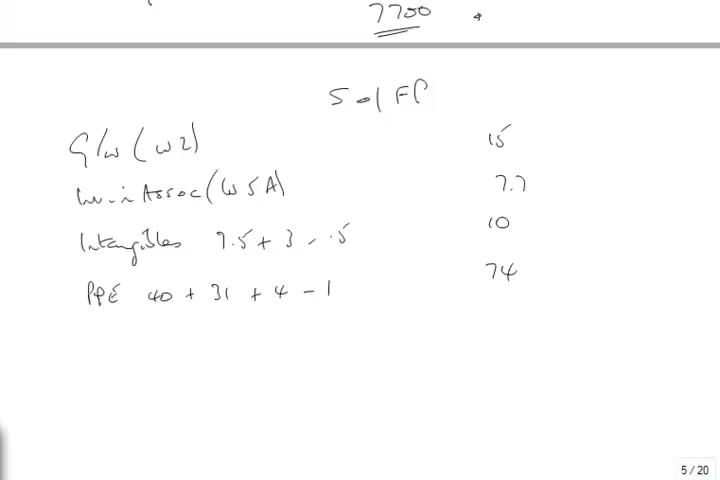 7700
S of FP
G/w (w2) 15
Inv. in Assoc (W5A) 7.7
Intangibles 7.5 + 3 - .5 10
PPE 40 + 31 + 4 - 1 74
5 / 20